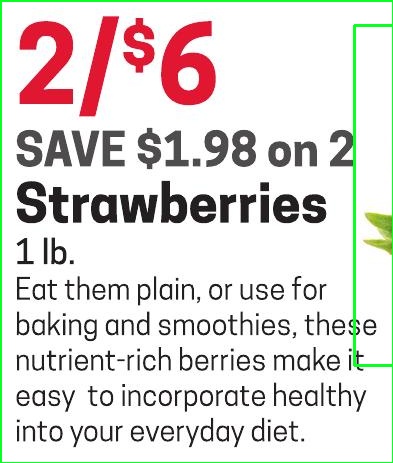 2/$6
SAVE $1.98 on 2
Strawberries
1 lb.
Eat them plain, or use for
baking and smoothies, these
nutrient-rich berries make it
easy to incorporate healthy
into your everyday diet.